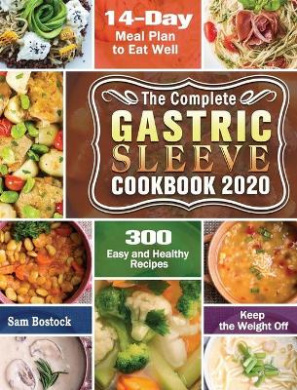 14-Day
Meal Plan
to Eat Well
The Complete
GASTRIC
SLEEVE
COOKBOOK 2020
300
Easy and Healthy
Recipes
Sam Bostock
Keep
the Weight Off